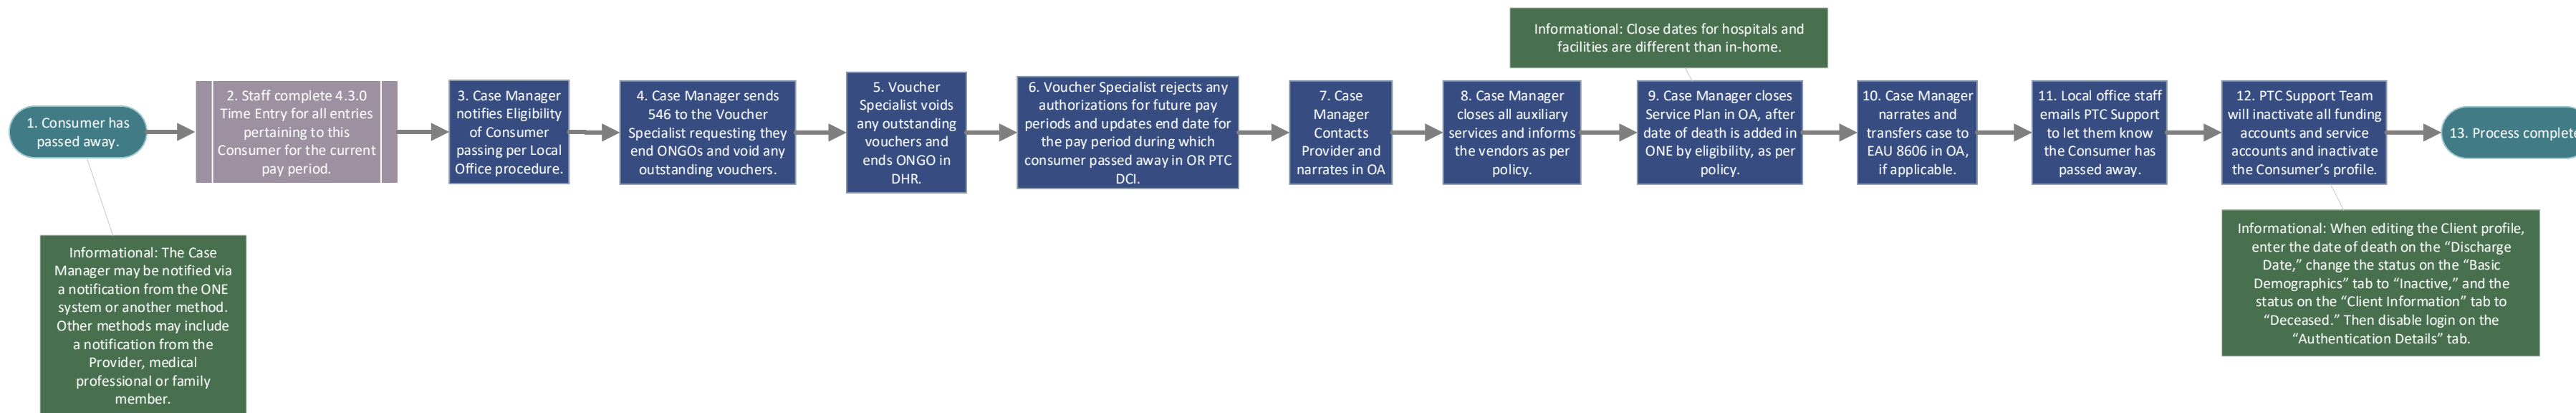 1. Consumer has
passed away.
Informational: The Case
Manager may be notified via
a notification from the ONE
system or another method.
Other methods may include
a notification from the
Provider, medical
professional or family
member.
2. Staff complete 4.3.0
Time Entry for all entries
pertaining to this
Consumer for the current
pay period.
3. Case Manager
notifies Eligibility
of Consumer
passing per Local
Office procedure.
4. Case Manager sends
546 to the Voucher
Specialist requesting they
end ONGOs and void any
outstanding vouchers.
5. Voucher
Specialist voids
any outstanding
vouchers and
ends ONGO in
DHR.
6. Voucher Specialist rejects any
authorizations for future pay
periods and updates end date for
the pay period during which
consumer passed away in OR PTC
DCI.
7. Case
Manager
Contacts
Provider and
narrates in OA
8. Case Manager
closes all auxiliary
services and informs
the vendors as per
policy.
Informational: Close dates for hospitals and
facilities are different than in-home.
9. Case Manager closes
Service Plan in OA, after
date of death is added in
ONE by eligibility, as per
policy.
10. Case Manager
narrates and
transfers case to
EAU 8606 in OA,
if applicable.
11. Local office staff
emails PTC Support
to let them know
the Consumer has
passed away.
12. PTC Support Team
will inactivate all funding
accounts and service
accounts and inactivate
the Consumer’s profile.
Informational: When editing the Client profile,
enter the date of death on the “Discharge
Date,” change the status on the “Basic
Demographics” tab to “Inactive,” and the
status on the “Client Information” tab to
“Deceased.” Then disable login on the
“Authentication Details” tab.
13. Process complete